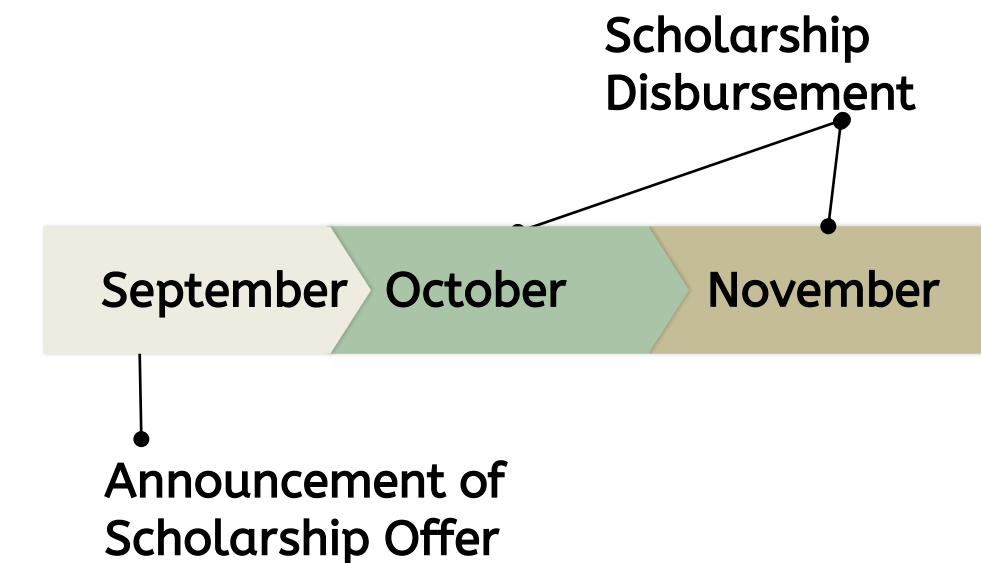 Scholarship
Disbursement
September
October
November
Announcement of
Scholarship Offer